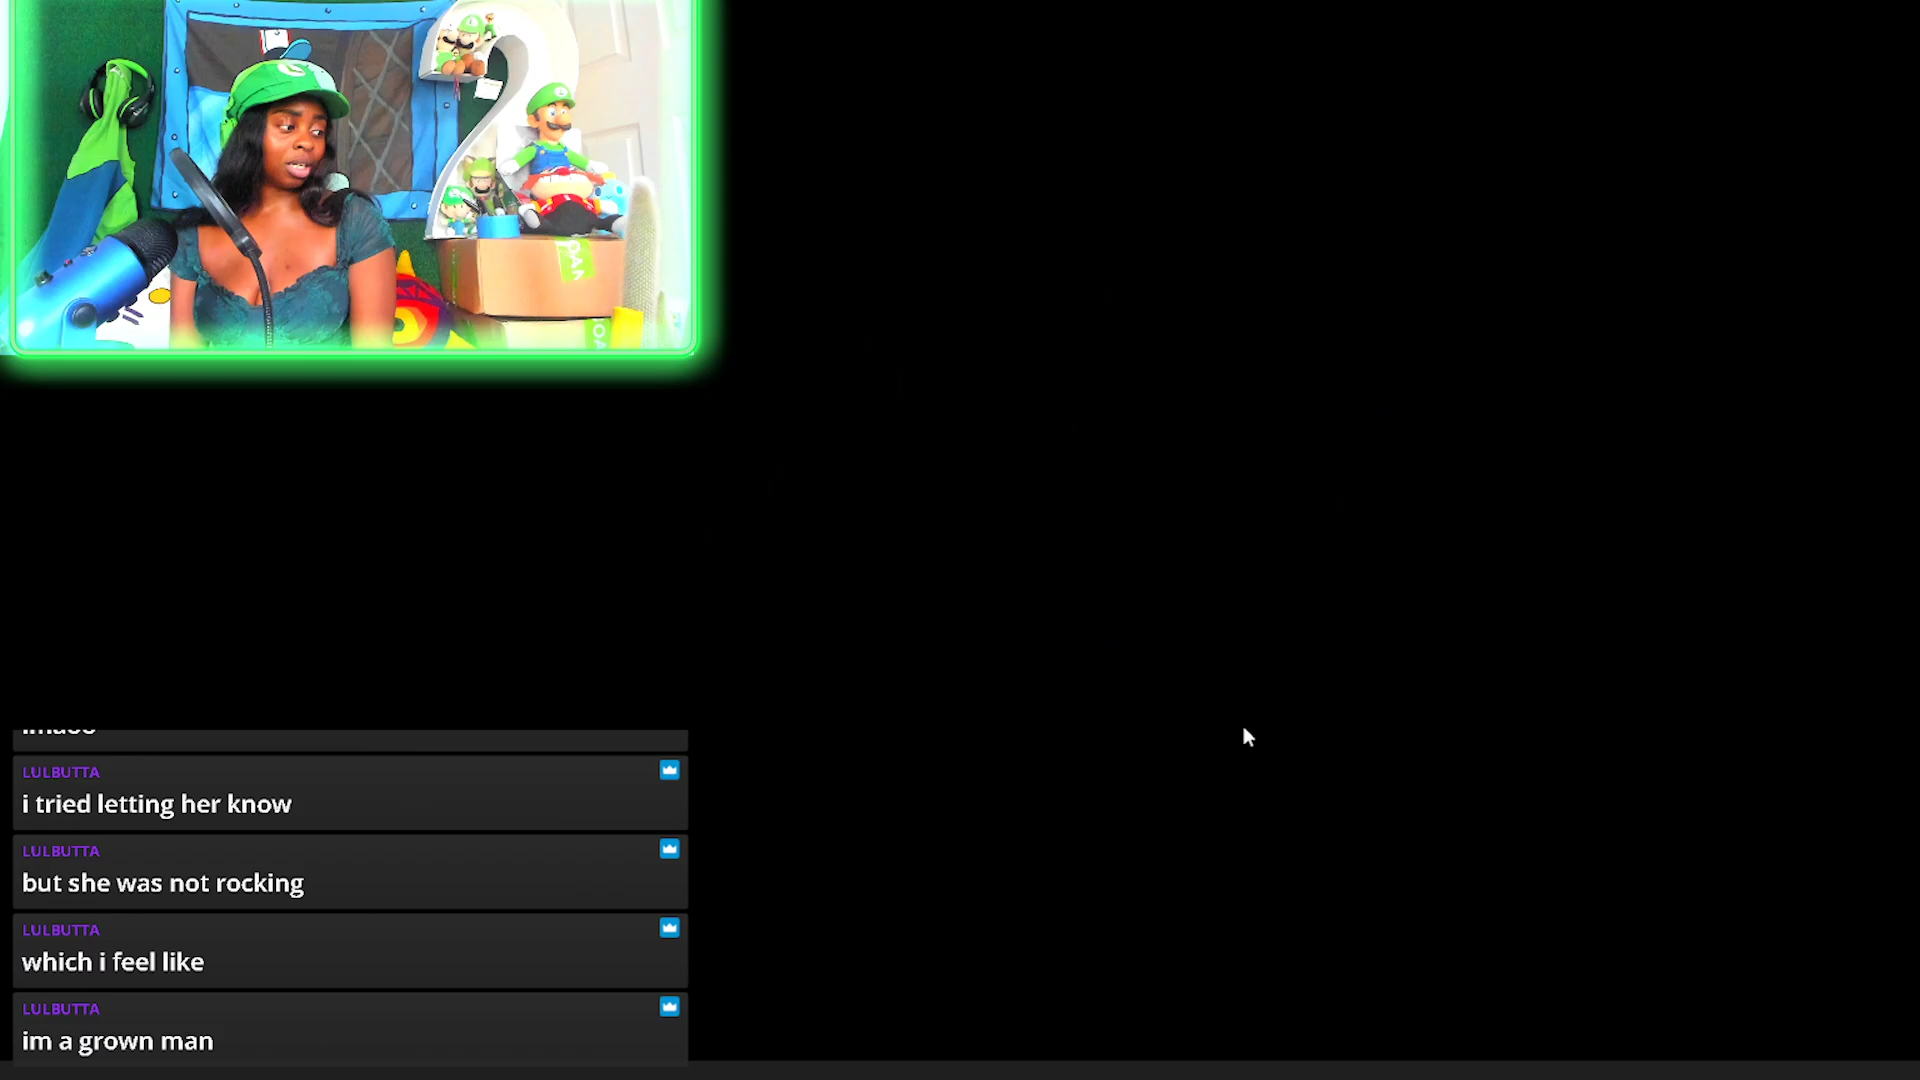 LULBUTTA
i tried letting her know
LULBUTTA
but she was not rocking
LULBUTTA
which i feel like
LULBUTTA
im a grown man